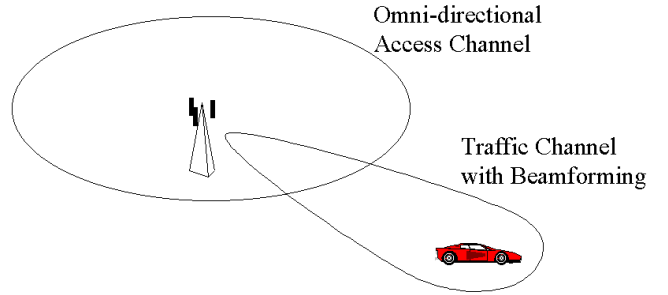 Omni-directional
Access Channel
Traffic Channel
with Beamforming